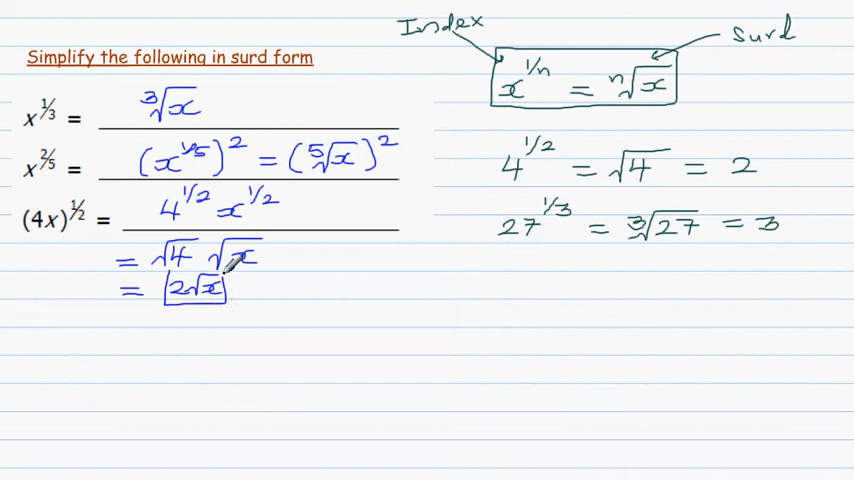 Simplify the following in surd form
x^{1/3} = ∛x
x^{2/5} = (x^{1/5})^2 = (⁵√x)^2
(4x)^{1/2} = 4^{1/2} x^{1/2}
= √4 √x
= 2√x
Index
surd
x^{1/n} = ⁿ√x
4^{1/2} = √4 = 2
27^{1/3} = ∛27 = 3